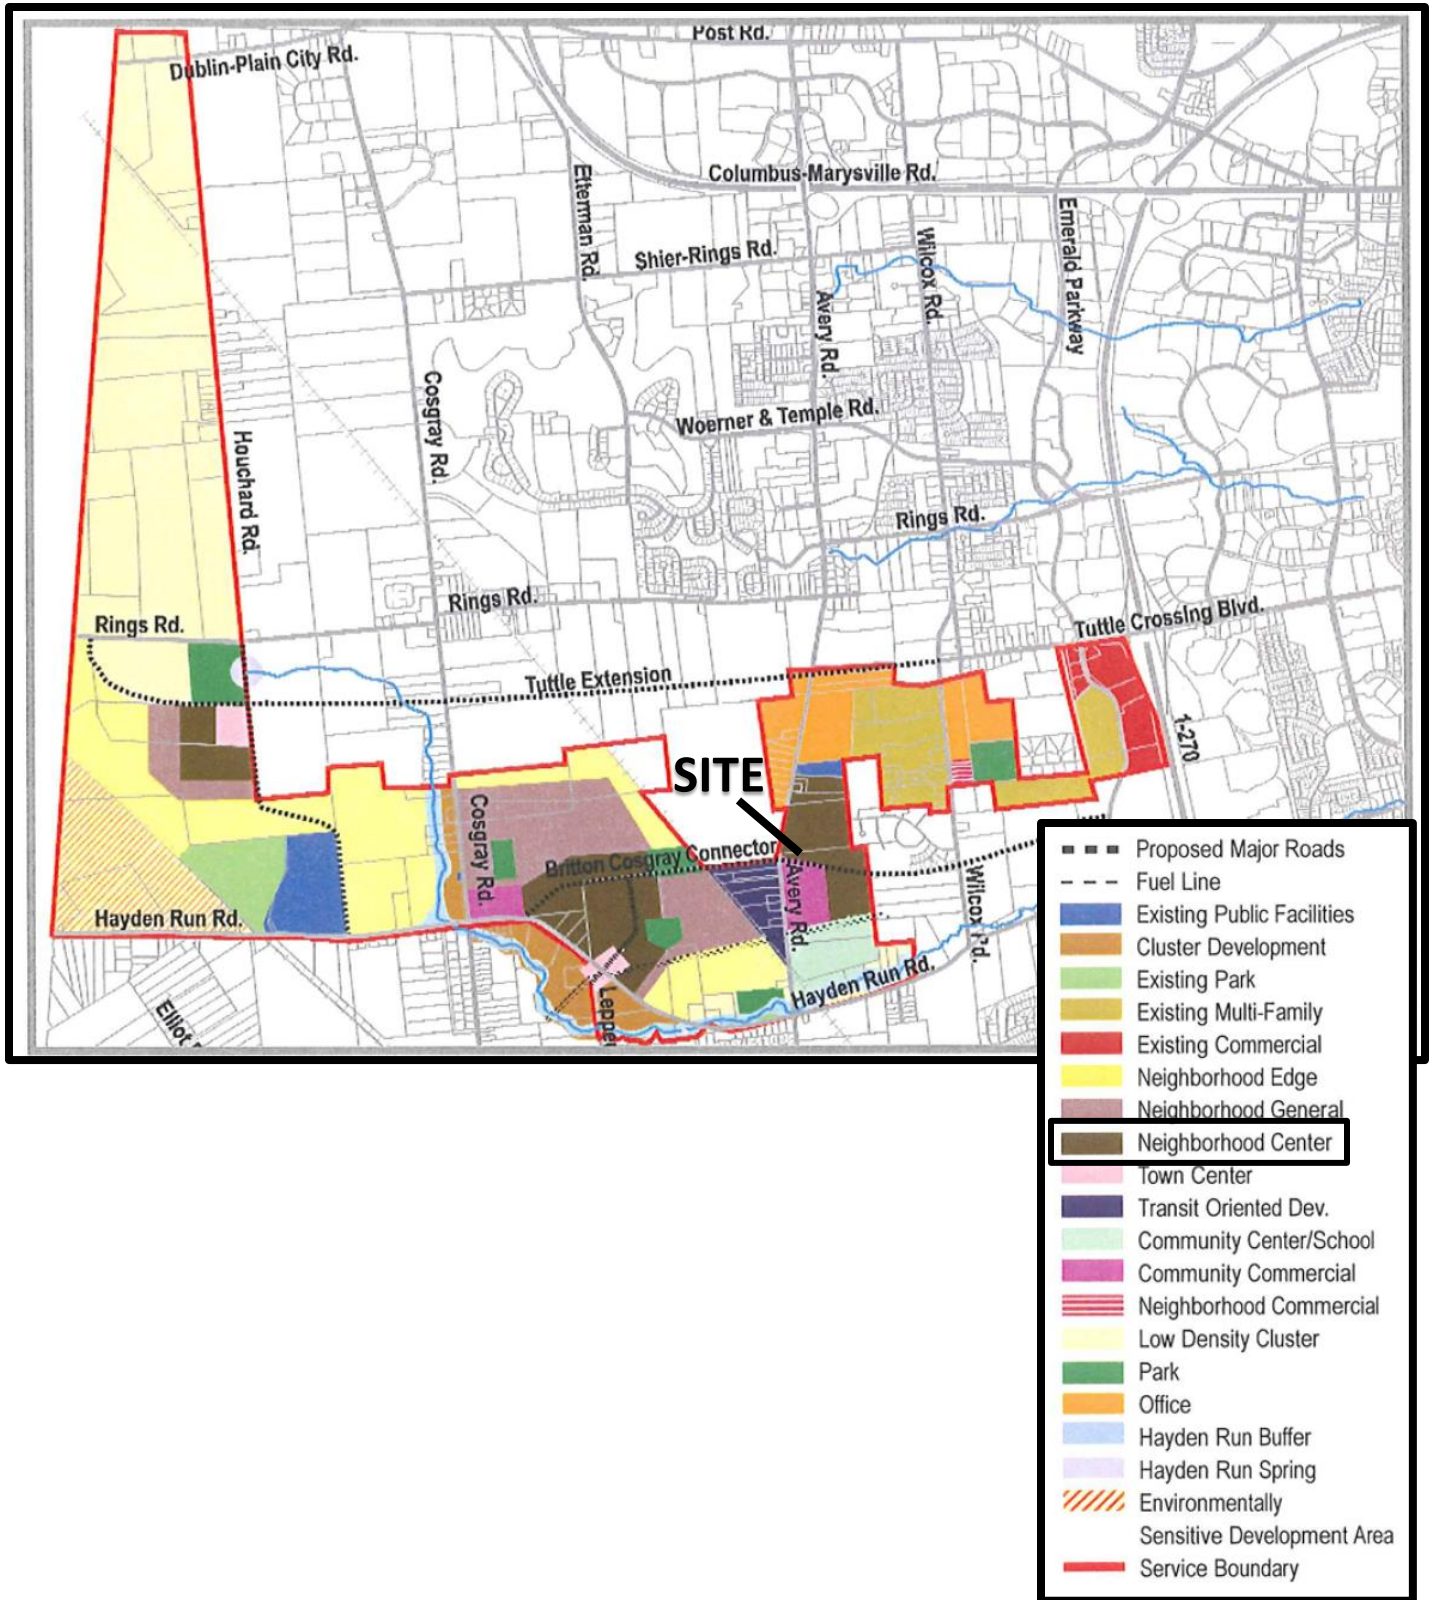 Post Rd.
Dublin-Plain City Rd.
Columbus-Marysville Rd.
Eiterman Rd.
Emerald Parkway
Wilcox Rd.
Shier-Rings Rd.
Avery Rd.
Cosgray Rd.
Woerner & Temple Rd.
Houchard Rd.
Rings Rd.
Rings Rd.
Tuttle Crossing Blvd.
Rings Rd.
Tuttle Extension
I-270
SITE
Cosgray Rd.
Britton Cosgray Connector
Avery Rd.
Wilcox Rd.
Hayden Run Rd.
Hayden Run Rd.
Elliot
Leppert
Proposed Major Roads
Fuel Line
Existing Public Facilities
Cluster Development
Existing Park
Existing Multi-Family
Existing Commercial
Neighborhood Edge
Neighborhood General
Neighborhood Center
Town Center
Transit Oriented Dev.
Community Center/School
Community Commercial
Neighborhood Commercial
Low Density Cluster
Park
Office
Hayden Run Buffer
Hayden Run Spring
Environmentally
Sensitive Development Area
Service Boundary